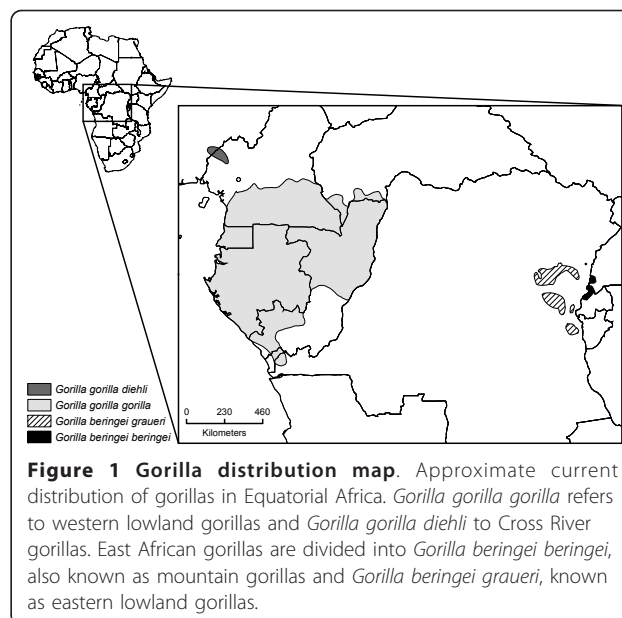 Gorilla gorilla diehli
Gorilla gorilla gorilla
Gorilla beringei graueri
Gorilla beringei beringei
0 230 460
Kilometers
Figure 1 Gorilla distribution map. Approximate current
distribution of gorillas in Equatorial Africa. Gorilla gorilla gorilla refers
to western lowland gorillas and Gorilla gorilla diehli to Cross River
gorillas. East African gorillas are divided into Gorilla beringei beringei,
also known as mountain gorillas and Gorilla beringei graueri, known
as eastern lowland gorillas.